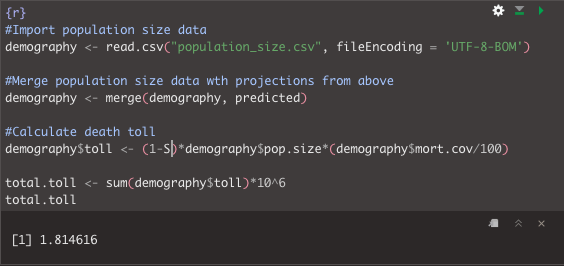 {r}
#Import population size data
demography <- read.csv("population_size.csv", fileEncoding = 'UTF-8-BOM')
#Merge population size data wth projections from above
demography <- merge(demography, predicted)
#Calculate death toll
demography$toll <- (1-S)*demography$pop.size*(demography$mort.cov/100)
total.toll <- sum(demography$toll)*10^6
total.toll
[1] 1.814616